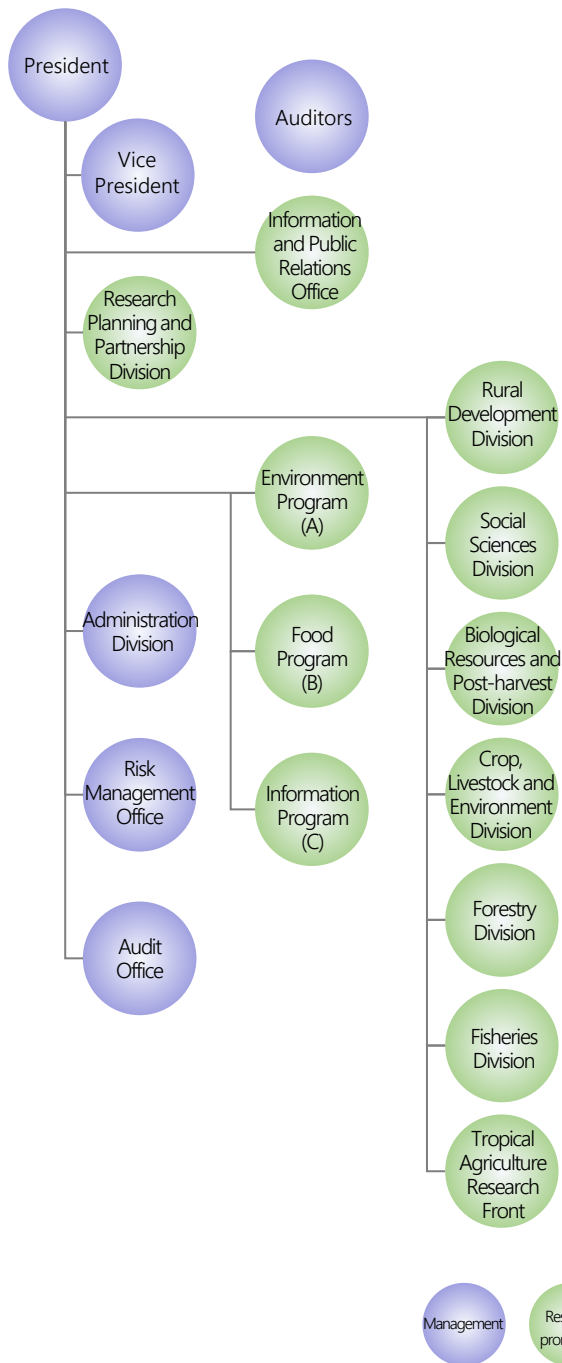 President
Auditors
Vice
President
Information
and Public
Relations
Office
Research
Planning and
Partnership
Division
Rural
Development
Division
Environment
Program
(A)
Social
Sciences
Division
Administration
Division
Food
Program
(B)
Biological
Resources and
Post-harvest
Division
Risk
Management
Office
Information
Program
(C)
Crop,
Livestock and
Environment
Division
Audit
Office
Forestry
Division
Fisheries
Division
Tropical
Agriculture
Research
Front
Management